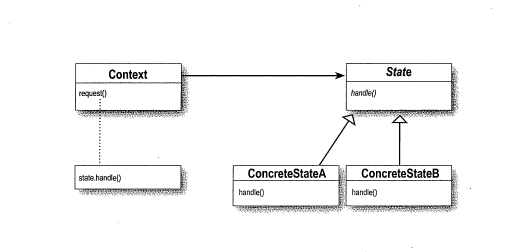 Context
request()
State
handle()
state.handle()
ConcreteStateA
handle()
ConcreteStateB
handle()